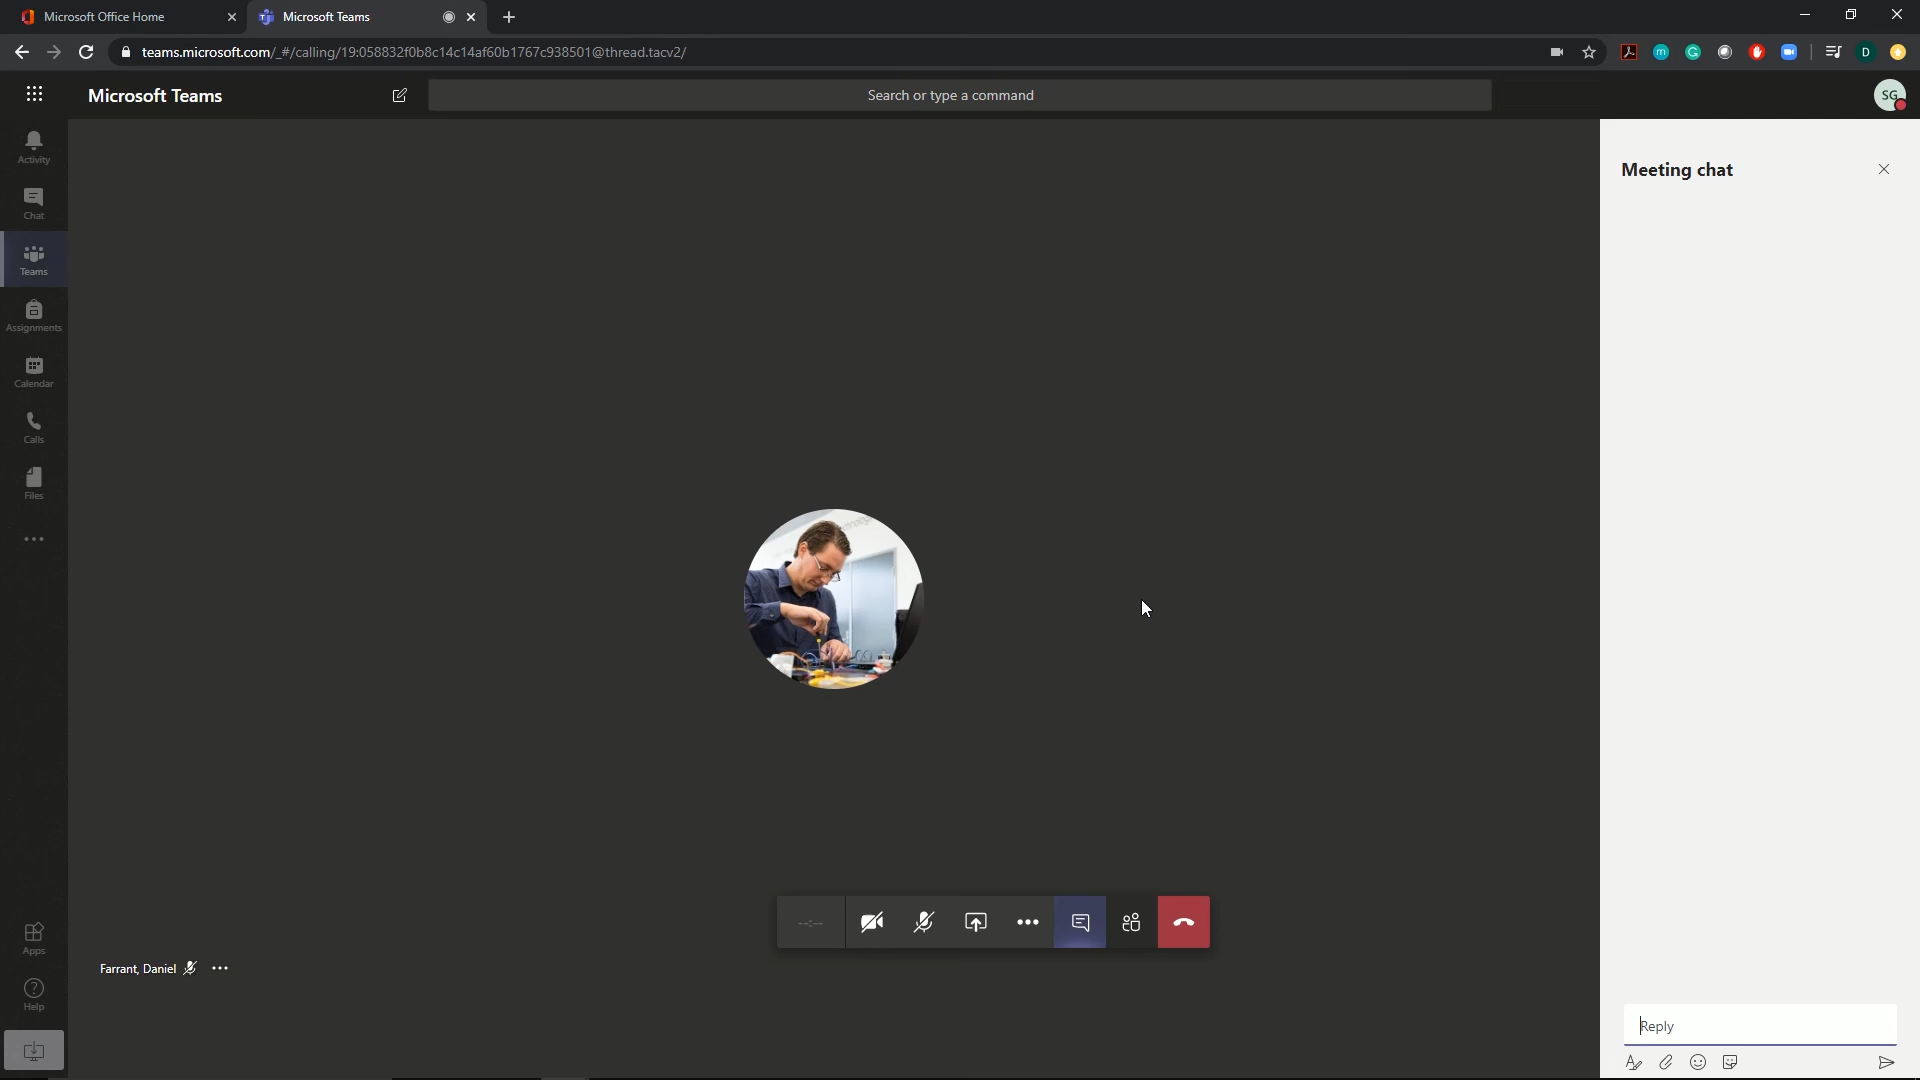 Microsoft Office Home
Microsoft Teams
teams.microsoft.com/_#/calling/19:058832f0b8c14c14af60b1767c938501@thread.tacv2/
D
Microsoft Teams
Search or type a command
SG
Activity
Chat
Teams
Assignments
Calendar
Calls
Files
Apps
Help
Meeting chat
--:--
Farrant, Daniel
Reply